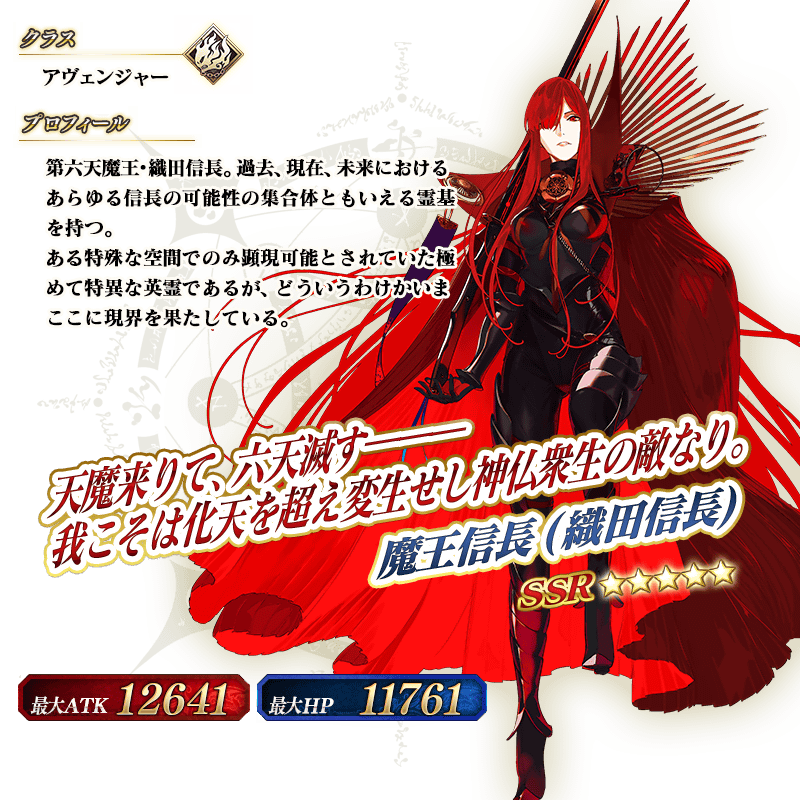 クラス
アヴェンジャー
プロフィール
第六天魔王・織田信長。過去、現在、未来における
あらゆる信長の可能性の集合体ともいえる霊基
を持つ。
ある特殊な空間でのみ顕現可能とされていた極
めて特異な英霊であるが、どういうわけかいま
ここに現界を果たしている。
天魔来りて、六天滅す――
我こそは化天を超え変生せし神仏衆生の敵なり。
魔王信長(織田信長)
SSR ☆☆☆☆☆
最大ATK 12641
最大HP 11761